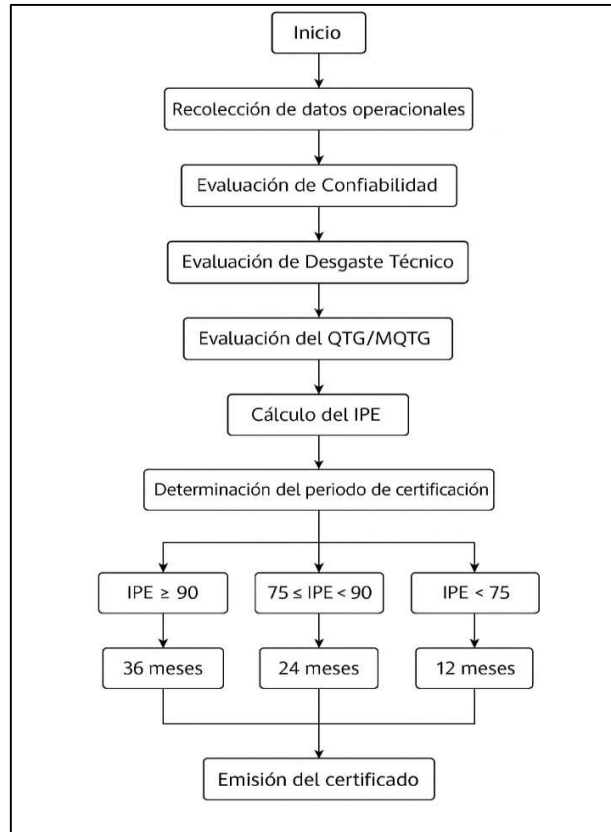 Inicio
Recolección de datos operacionales
Evaluación de Confiabilidad
Evaluación de Desgaste Técnico
Evaluación del QTG/MQTG
Cálculo del IPE
Determinación del periodo de certificación
IPE ≥ 90
75 ≤ IPE < 90
IPE < 75
36 meses
24 meses
12 meses
Emisión del certificado